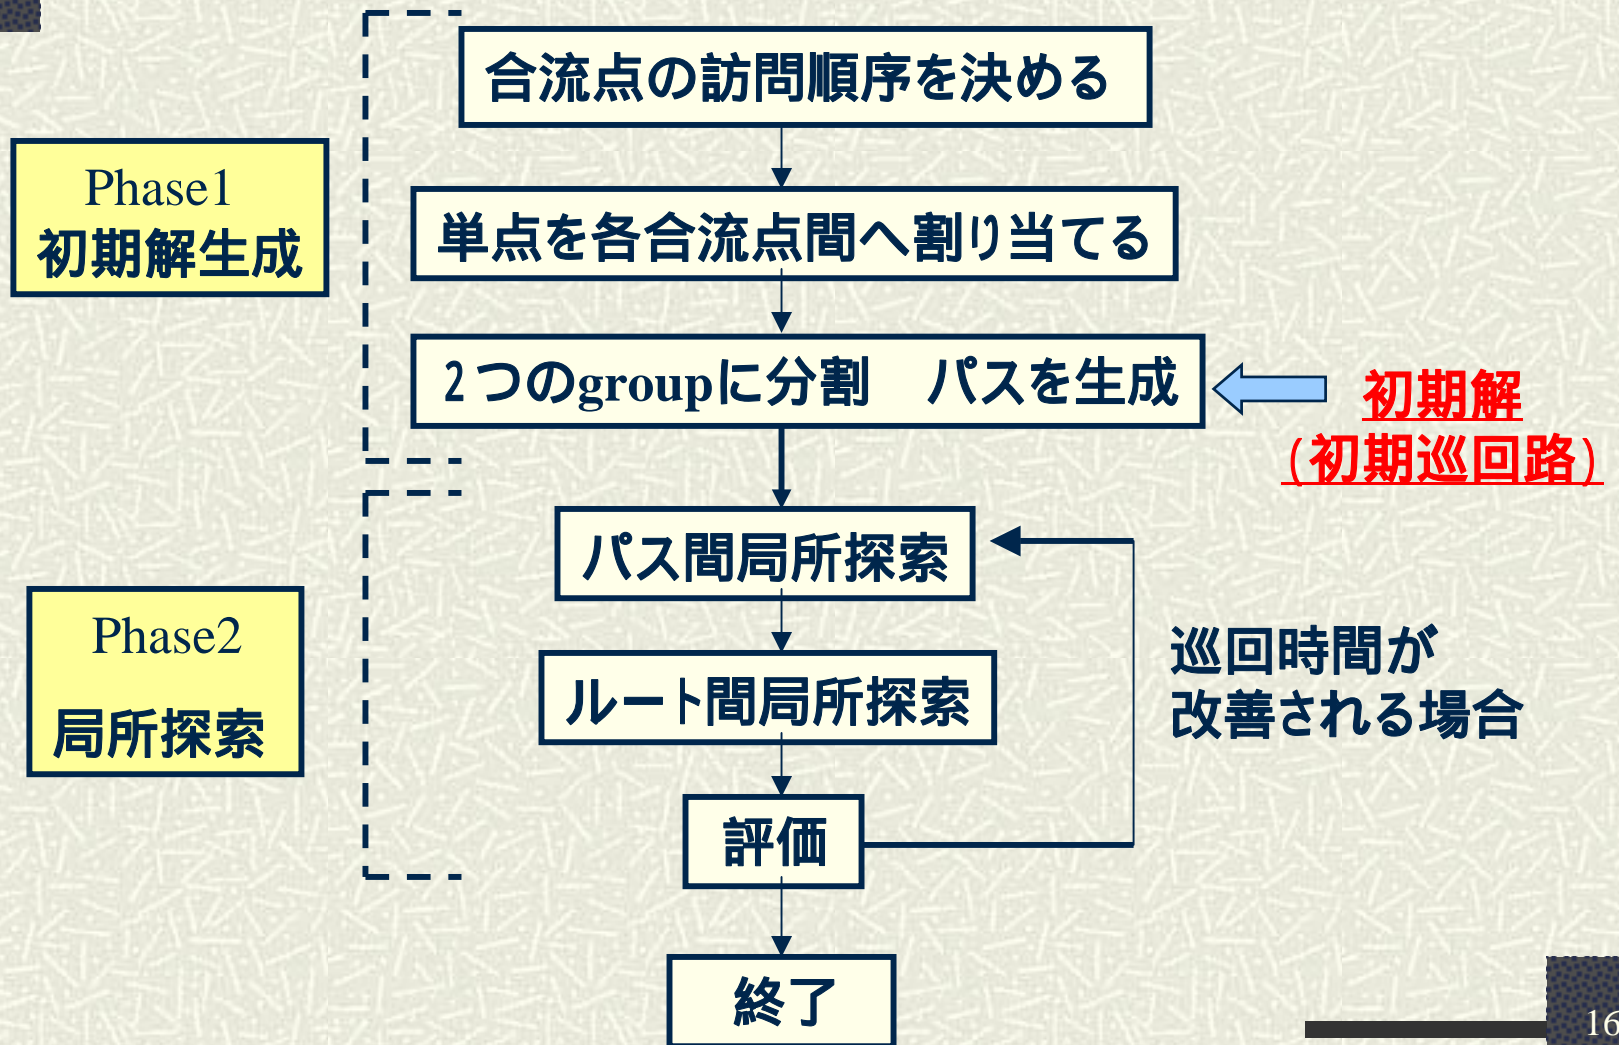 合流点の訪問順序を決める
Phase1
初期解生成
単点を各合流点間へ割り当てる
2つのgroupに分割　パスを生成
初期解
(初期巡回路)
パス間局所探索
Phase2
局所探索
ルート間局所探索
巡回時間が
改善される場合
評価
終了
16